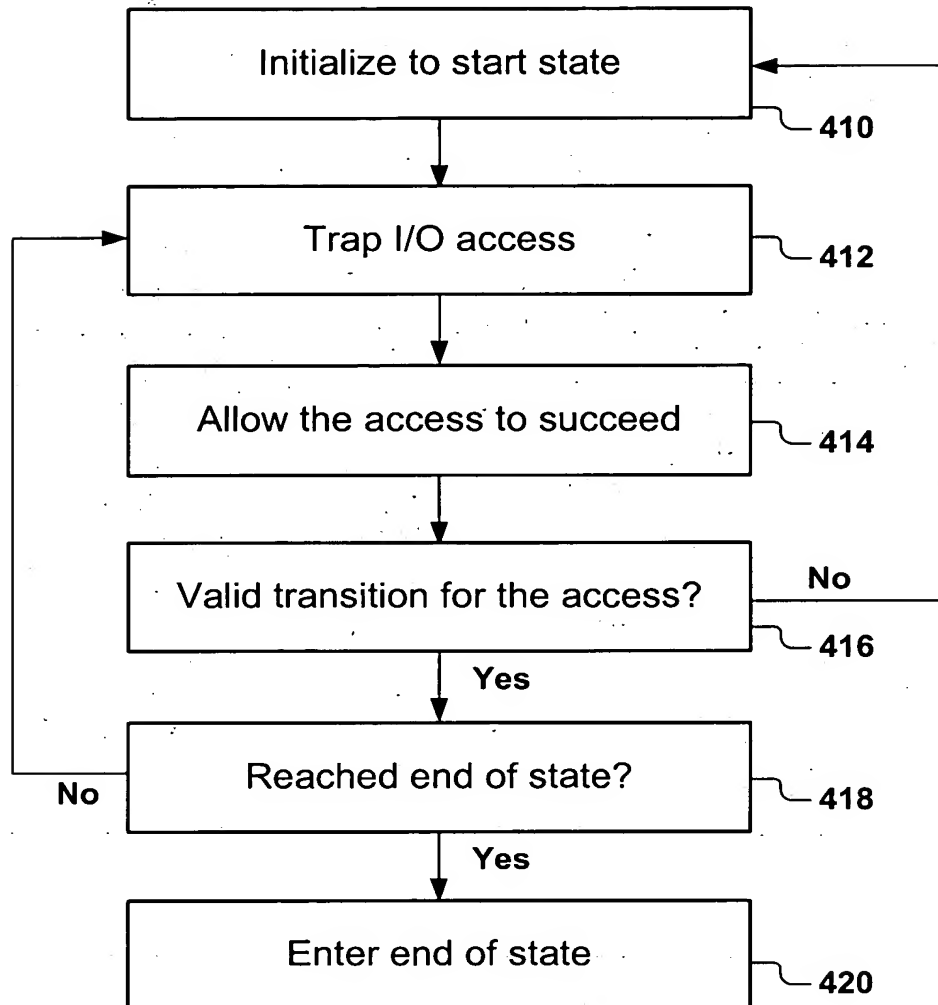 Initialize to start state
410
Trap I/O access
412
Allow the access to succeed
414
Valid transition for the access?
No
416
Yes
Reached end of state?
No
418
Yes
Enter end of state
420